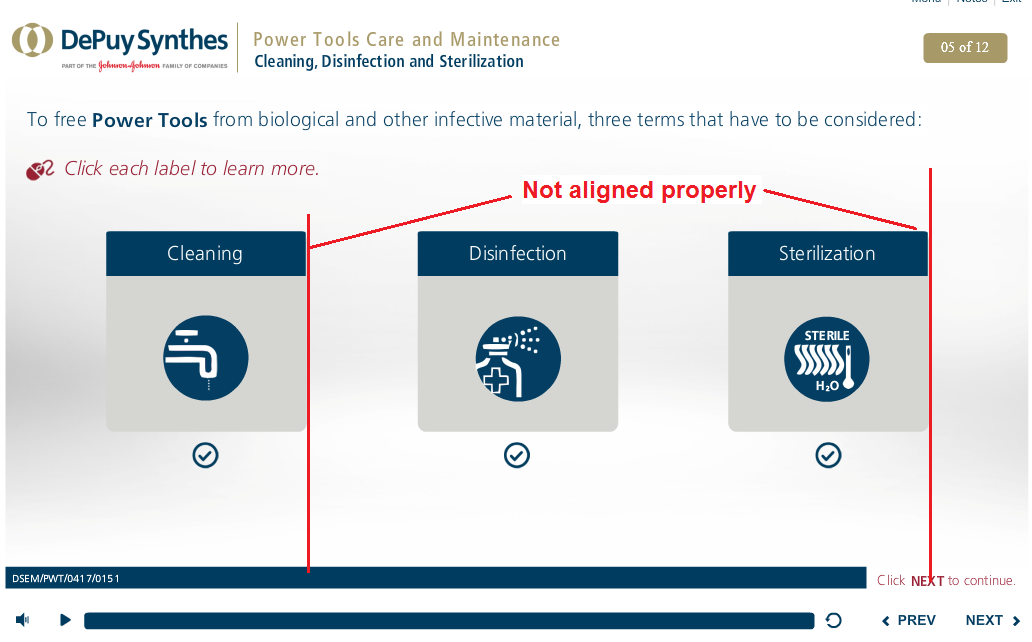 Menu | Notes | Exit
DePuy Synthes
PART OF THE Johnson & Johnson FAMILY OF COMPANIES
Power Tools Care and Maintenance
Cleaning, Disinfection and Sterilization
05 of 12
To free Power Tools from biological and other infective material, three terms that have to be considered:
Click each label to learn more.
Not aligned properly
Cleaning
Disinfection
Sterilization
STERILE
H₂O
DSEM/PWT/0417/0151
Click NEXT to continue.
PREV
NEXT